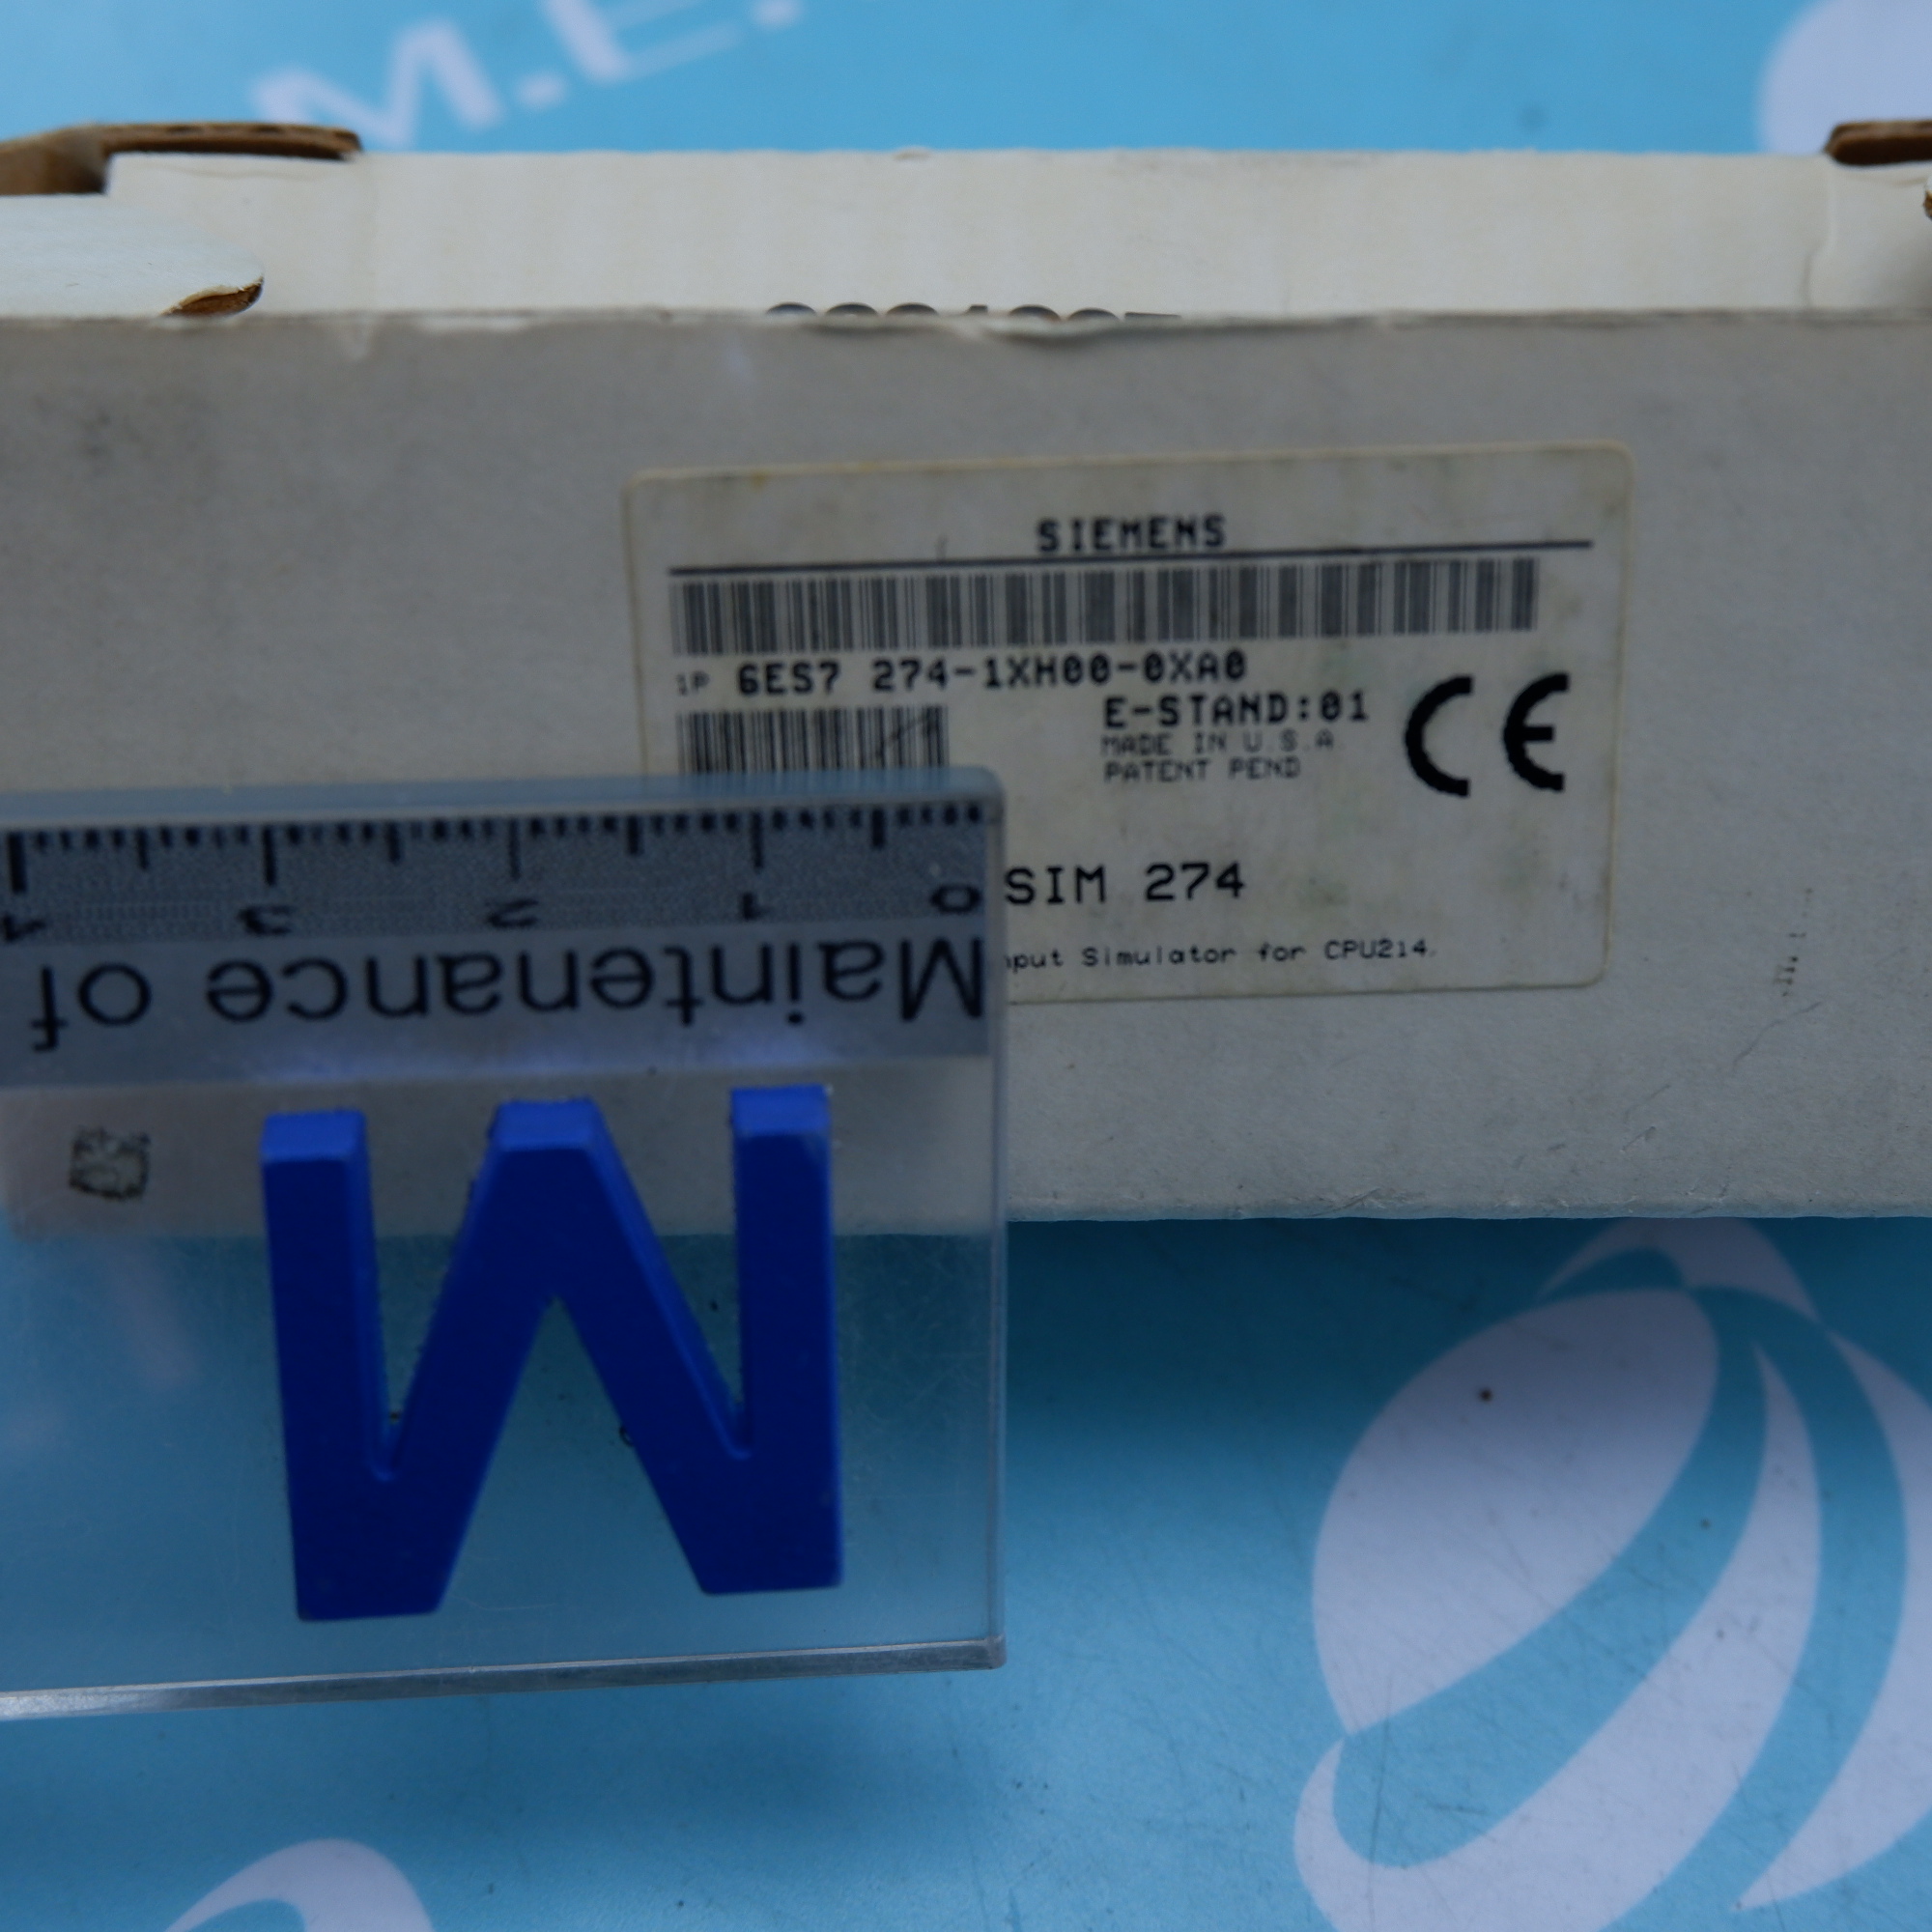 M.E.
SIEMENS
1P 6ES7 274-1XH00-0XA0
E-STAND:01
MADE IN U.S.A.
PATENT PEND
CE
SIM 274
Simulator for CPU214.
0 1 2 3 4
Maintenance of
M